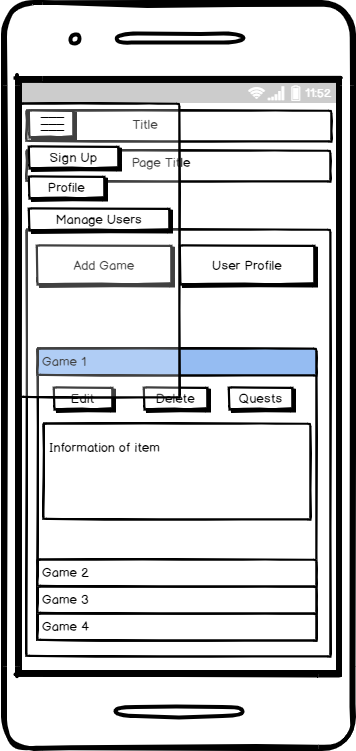 11:52
Title
Sign Up
Page Title
Profile
Manage Users
Add Game
User Profile
Game 1
Edit
Delete
Quests
Information of item
Game 2
Game 3
Game 4